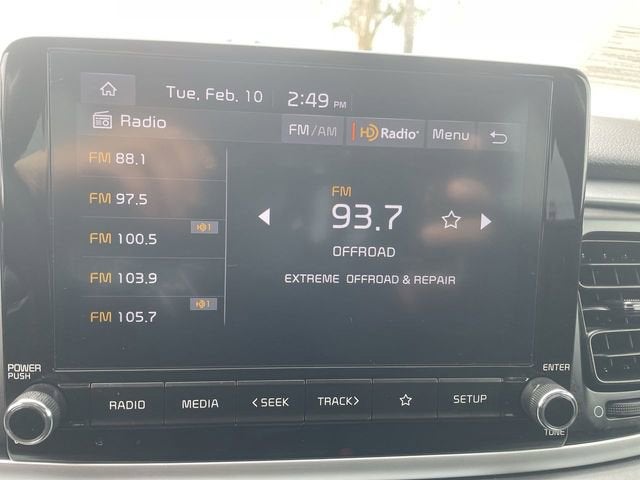 Tue, Feb, 10 2:49 PM
Radio FM/AM HD Radio Menu
FM 88.1
FM 97.5
FM 100.5 HD1
FM 103.9
FM 105.7 HD1
FM
93.7
OFFROAD
EXTREME OFFROAD & REPAIR
POWER
PUSH
RADIO MEDIA <SEEK TRACK> SETUP
ENTER
TUNE